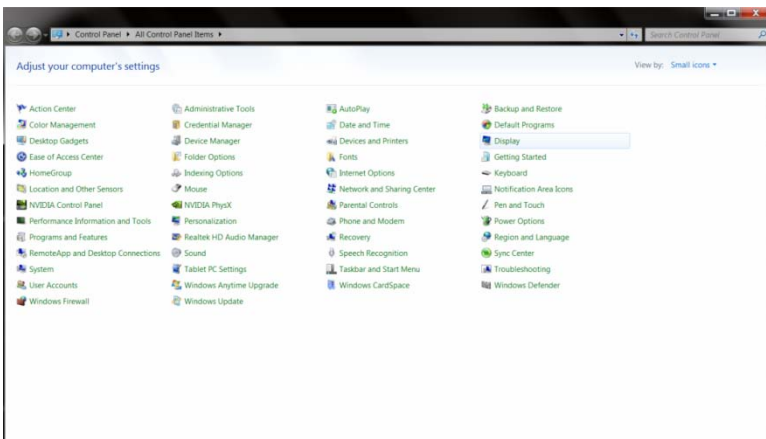 Control Panel All Control Panel Items Search Control Panel
Adjust your computer's settings View by: Small icons
Action Center Administrative Tools AutoPlay Backup and Restore
Color Management Credential Manager Date and Time Default Programs
Desktop Gadgets Device Manager Devices and Printers Display
Ease of Access Center Folder Options Fonts Getting Started
HomeGroup Indexing Options Internet Options Keyboard
Location and Other Sensors Mouse Network and Sharing Center Notification Area Icons
NVIDIA Control Panel NVIDIA PhysX Parental Controls Pen and Touch
Performance Information and Tools Personalization Phone and Modem Power Options
Programs and Features Realtek HD Audio Manager Recovery Region and Language
RemoteApp and Desktop Connections Sound Speech Recognition Sync Center
System Tablet PC Settings Taskbar and Start Menu Troubleshooting
User Accounts Windows Anytime Upgrade Windows CardSpace Windows Defender
Windows Firewall Windows Update